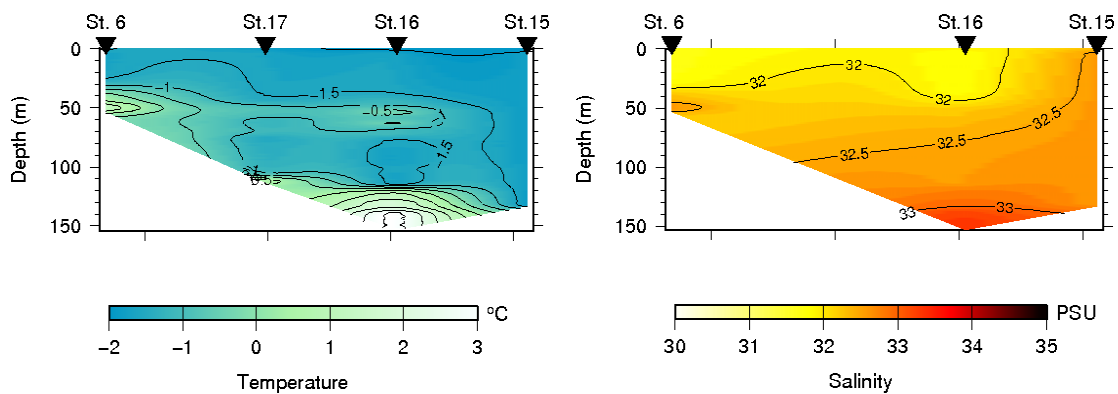 St. 6 St.17 St.16 St.15
0
50
100
150
Depth (m)
−1
−1.5
−0.5
−1.5
0.5
−2 −1 0 1 2 3
°C
Temperature
St. 6 St.16 St.15
0
50
100
150
Depth (m)
32
32
32
32.5
32.5
32.5
33
33
30 31 32 33 34 35
PSU
Salinity